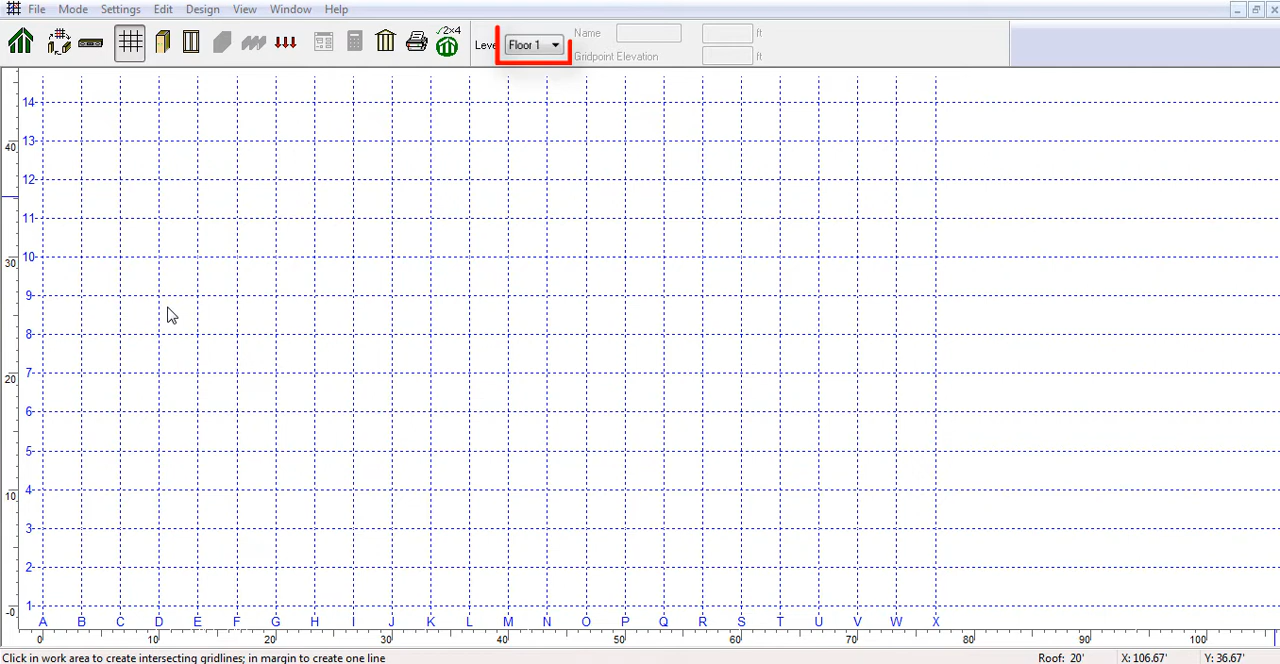 File Mode Settings Edit Design View Window Help
√2x4
Leve Floor 1 Name ft
Gridpoint Elevation ft
14
13
40
12
11
10
30
9
8
20
7
6
5
10
4
3
2
-0
1
A B C D E F G H I J K L M N O P Q R S T U V W X
0 10 20 30 40 50 60 70 80 90 100
Click in work area to create intersecting gridlines; in margin to create one line Roof: 20' X: 106.67' Y: 36.67'